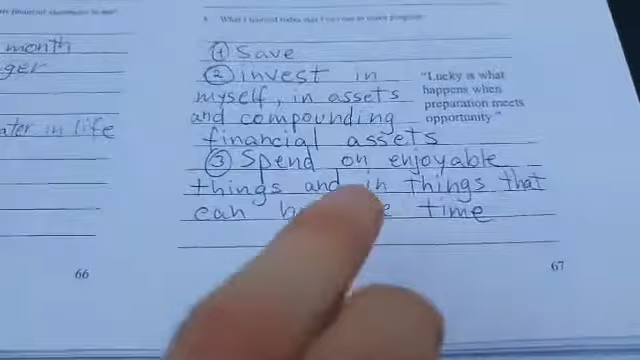 month
ger
ater in life
66
① Save
② invest in
myself, in assets
and compounding
financial assets
③ Spend on enjoyable
things and in things that
can time
"Lucky is what
happens when
preparation meets
opportunity"
67